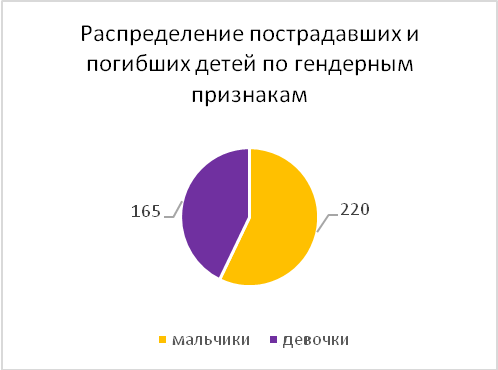 Распределение пострадавших и
погибших детей по гендерным
признакам
165
220
мальчики девочки